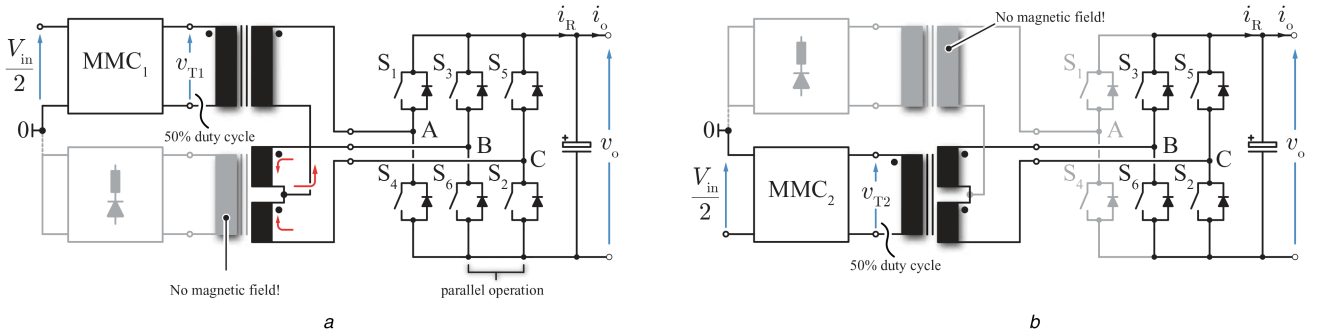 V_in/2
MMC_1
v_T1
0
50% duty cycle
No magnetic field!
S_1
S_3
S_5
A
B
C
S_4
S_6
S_2
parallel operation
i_R
i_o
+
v_o
a
No magnetic field!
0
V_in/2
MMC_2
v_T2
50% duty cycle
S_1
S_3
S_5
A
B
C
S_4
S_6
S_2
i_R
i_o
+
v_o
b